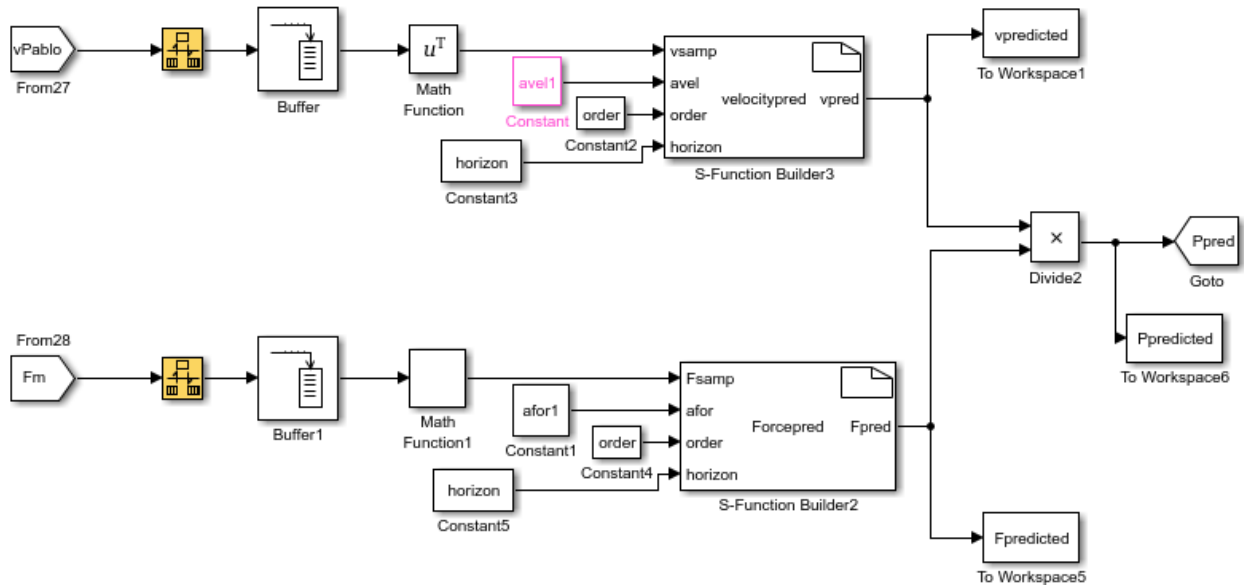 vPablo
From27
Buffer
uᵀ
Math
Function
avel1
Constant
order
Constant2
horizon
Constant3
vsamp
avel
order
horizon
velocitypred
vpred
S-Function Builder3
vpredicted
To Workspace1
×
Divide2
Ppred
Goto
Ppredicted
To Workspace6
From28
Fm
Buffer1
Math
Function1
afor1
Constant1
order
Constant4
horizon
Constant5
Fsamp
afor
order
horizon
Forcepred
Fpred
S-Function Builder2
Fpredicted
To Workspace5